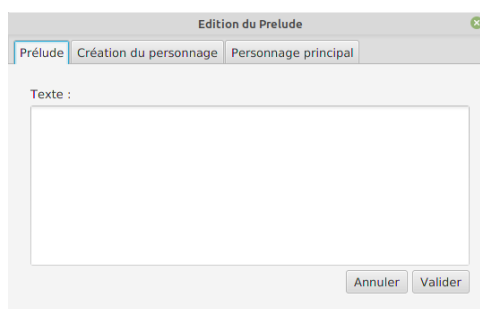 Edition du Prelude
Prélude Création du personnage Personnage principal
Texte :
Annuler Valider